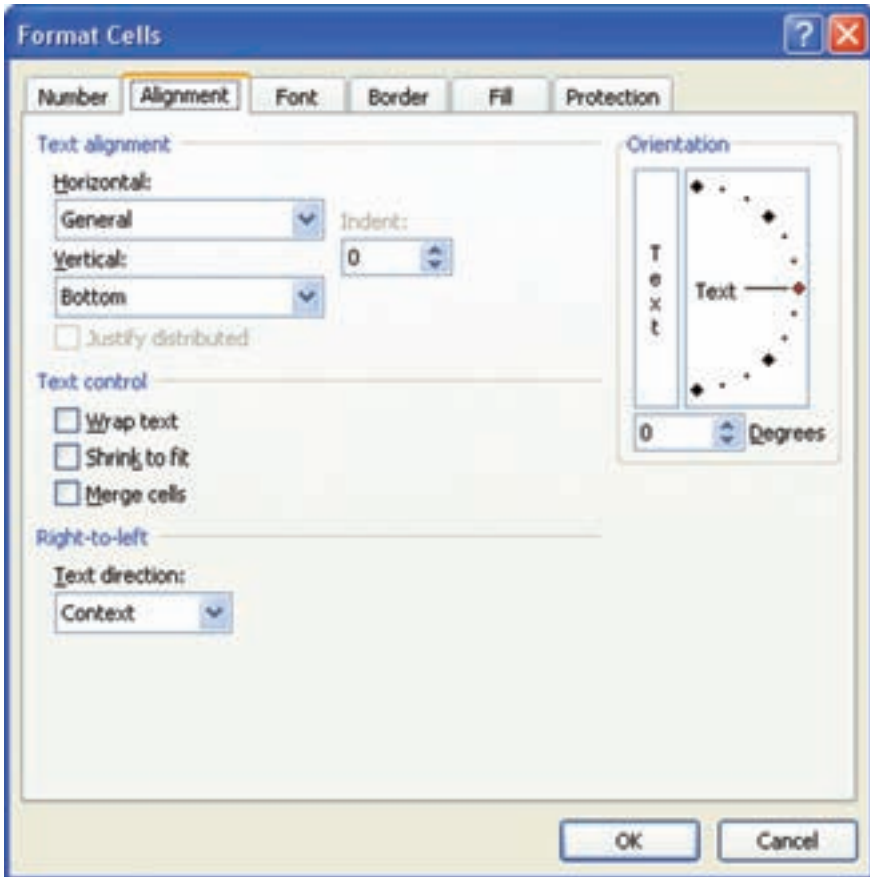 Format Cells
Number Alignment Font Border Fill Protection
Text alignment
Horizontal:
General
Indent:
0
Vertical:
Bottom
Justify distributed
Text control
Wrap text
Shrink to fit
Merge cells
Right-to-left
Text direction:
Context
Orientation
Text
Text
0 Degrees
OK Cancel